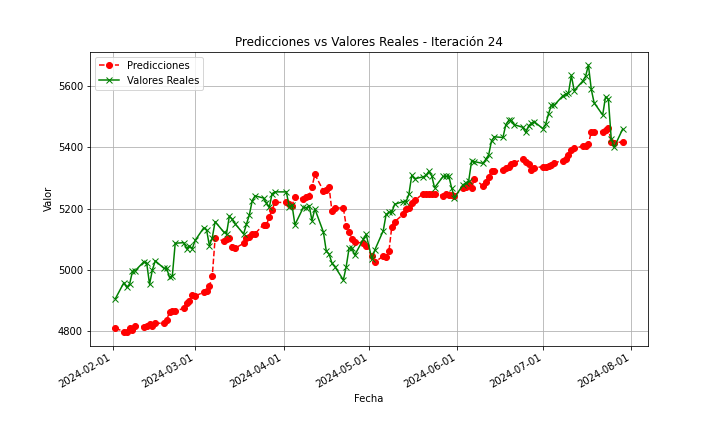 Predicciones vs Valores Reales - Iteración 24
Predicciones
Valores Reales
Valor
5600
5400
5200
5000
4800
2024-02-01
2024-03-01
2024-04-01
2024-05-01
2024-06-01
2024-07-01
2024-08-01
Fecha